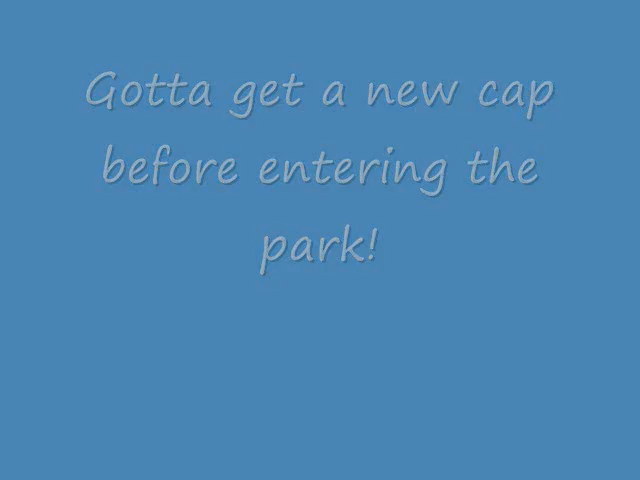 Gotta get a new cap
before entering the
park!